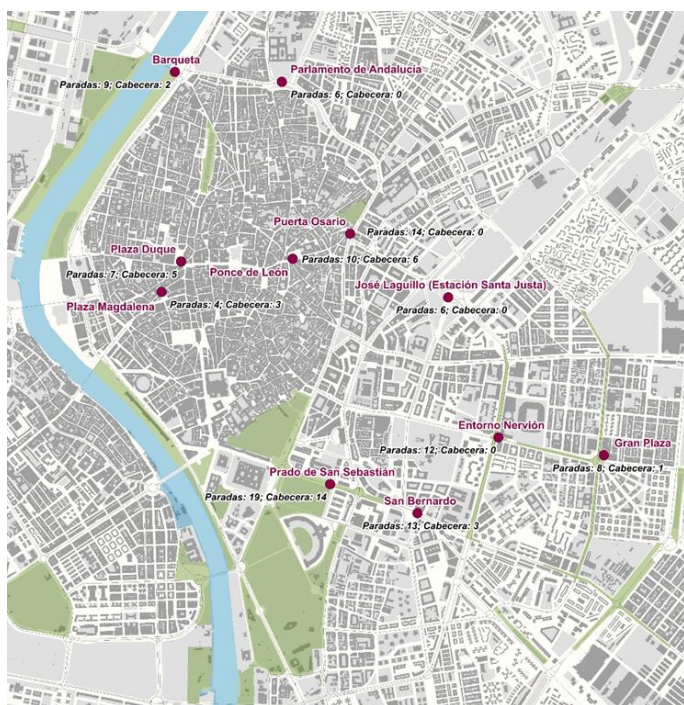 Barqueta
Paradas: 9; Cabecera: 2
Parlamento de Andalucía
Paradas: 6; Cabecera: 0
Puerta Osario
Paradas: 14; Cabecera: 0
Plaza Duque
Paradas: 7; Cabecera: 5
Ponce de León
Paradas: 10; Cabecera: 6
Plaza Magdalena
Paradas: 4; Cabecera: 3
José Laguillo (Estación Santa Justa)
Paradas: 6; Cabecera: 0
Entorno Nervión
Paradas: 12; Cabecera: 0
Gran Plaza
Paradas: 8; Cabecera: 1
Prado de San Sebastián
Paradas: 19; Cabecera: 14
San Bernardo
Paradas: 13; Cabecera: 3